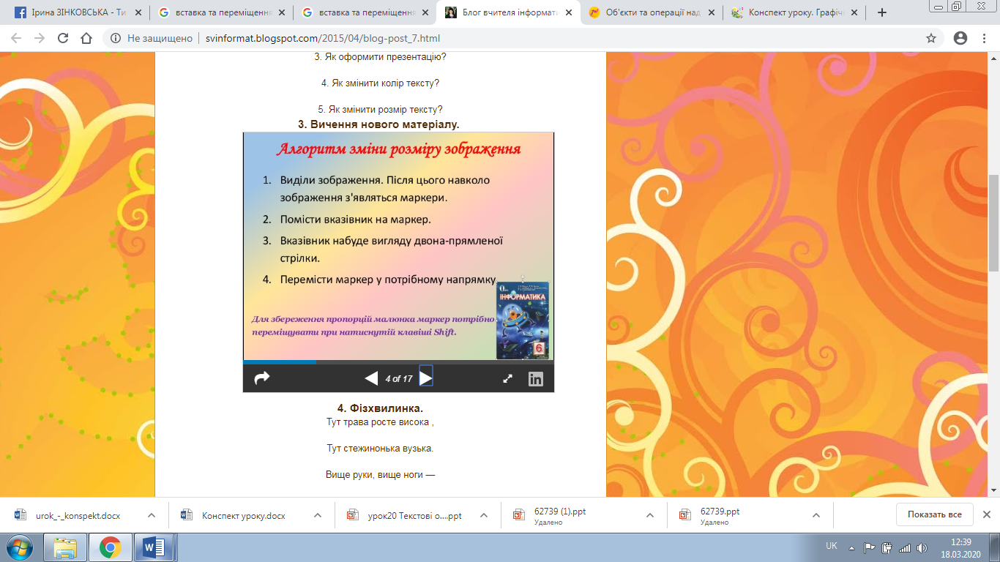 Ірина ЗІНКОВСЬКА - Ти
вставка та переміщення
вставка та переміщення
Блог вчителя інформати
Об'єкти та операції над
Конспект уроку. Графічн
Не защищено | svinformat.blogspot.com/2015/04/blog-post_7.html
3. Як оформити презентацію?
4. Як змінити колір тексту?
5. Як змінити розмір тексту?
3. Вичення нового матеріалу.
Алгоритм зміни розміру зображення
1. Виділи зображення. Після цього навколо
зображення з'являться маркери.
2. Помісти вказівник на маркер.
3. Вказівник набуде вигляду двона-прямленої
стрілки.
4. Перемісти маркер у потрібному напрямку.
ІНФОРМАТИКА
6
Для збереження пропорцій малюнка маркер потрібно
переміщувати при натиснутій клавіші Shift.
4 of 17
in
4. Фізхвилинка.
Тут трава росте висока ,
Тут стежинонька вузька.
Вище руки, вище ноги —
urok_-_konspekt.docx
Конспект уроку.docx
урок20 Текстові о....ppt
62739 (1).ppt
Удалено
62739.ppt
Удалено
Показать все
UK
12:39
18.03.2020